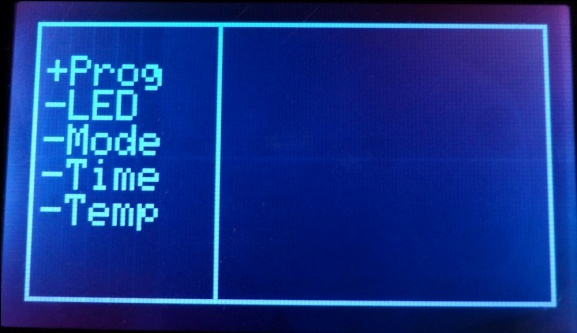 +Prog
-LED
-Mode
-Time
-Temp